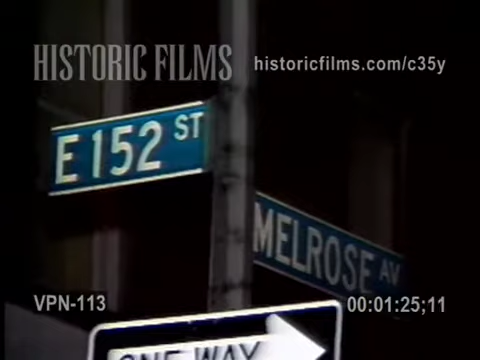 HISTORIC FILMS
historicfilms.com/c35y
E 152 ST
MELROSE AV
VPN-113
00:01:25;11
ONE WAY